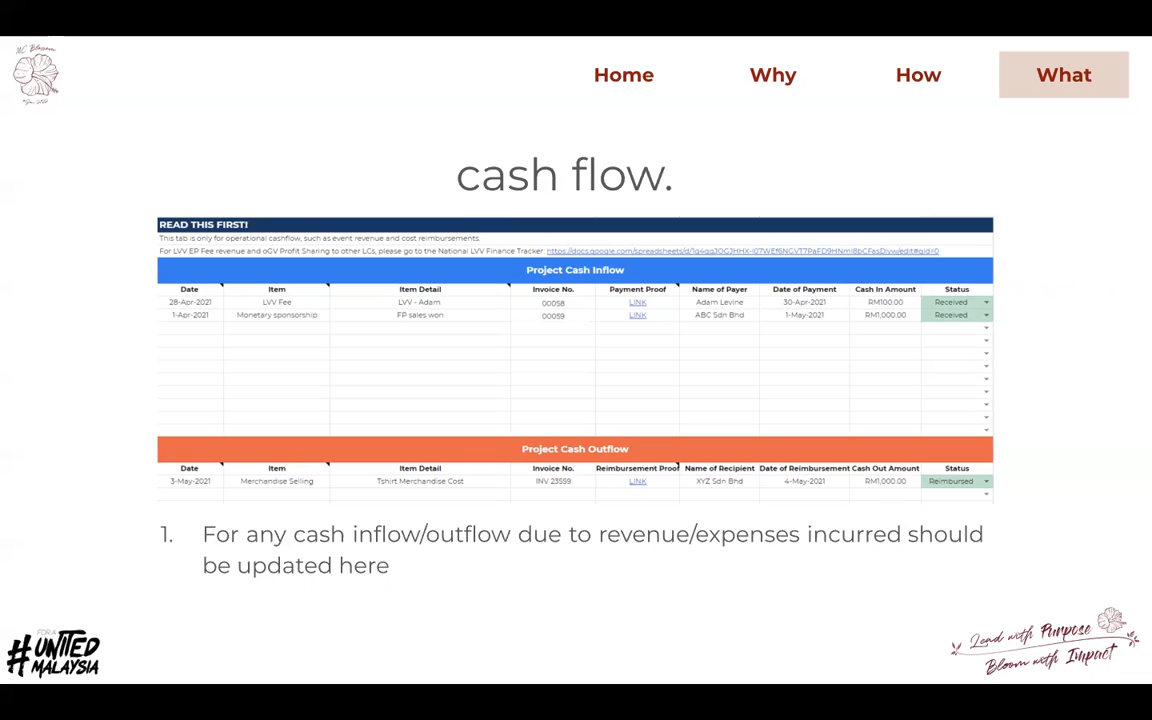 MC Blossom
Home Why How What
cash flow.
READ THIS FIRST!
This tab is only for operational cashflow, such as event revenue and cost reimbursements.
For LVV EP Fee revenue and oGV Profit Sharing to other LCs, please go to the National LVV Finance Tracker:
Project Cash Inflow
Date Item Item Detail Invoice No. Payment Proof Name of Payer Date of Payment Cash In Amount Status
28-Apr-2021 LVV Fee LVV - Adam 00058 LINK Adam Levine 30-Apr-2021 RM100.00 Received
1-Apr-2021 Monetary sponsorship FP sales won 00059 LINK ABC Sdn Bhd 1-May-2021 RM1,000.00 Received
Project Cash Outflow
Date Item Item Detail Invoice No. Reimbursement Proof Name of Recipient Date of Reimbursement Cash Out Amount Status
3-May-2021 Merchandise Selling Tshirt Merchandise Cost INV 23559 LINK XYZ Sdn Bhd 4-May-2021 RM1,000.00 Reimbursed
1. For any cash inflow/outflow due to revenue/expenses incurred should
be updated here
FOR A
#UNITED
MALAYSIA
Lead with Purpose
Bloom with Impact